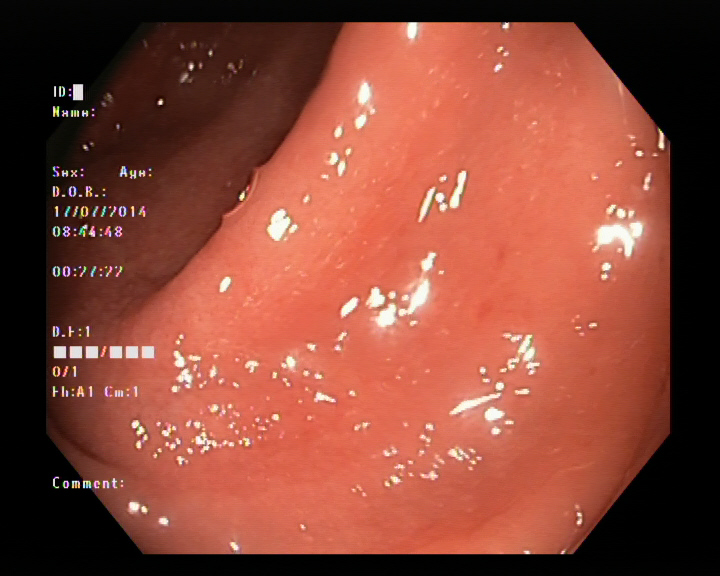 ID:
Name:
Sex: Age:
D.O.B.:
17/07/2014
08:44:48
00:27:22
D.F:1
■■■/■■■
0/1
Eh:A1 Cm:1
Comment: